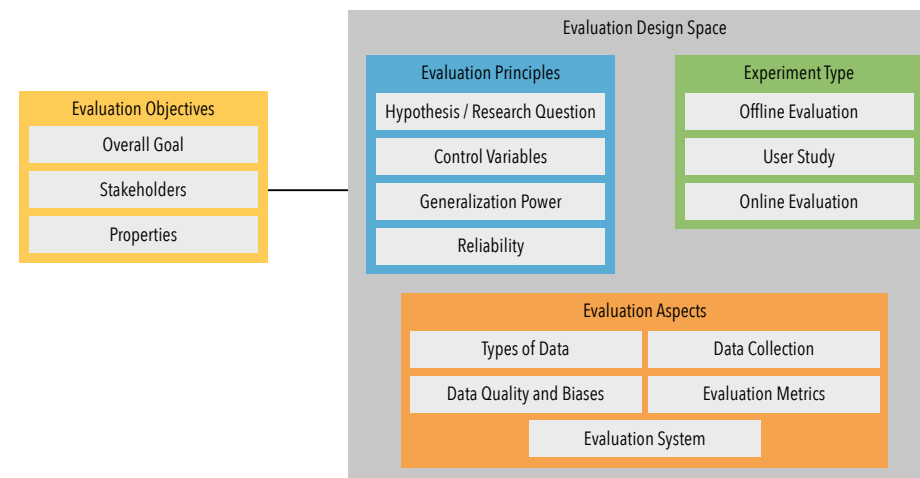 Evaluation Design Space
Evaluation Objectives
Overall Goal
Stakeholders
Properties
Evaluation Principles
Hypothesis / Research Question
Control Variables
Generalization Power
Reliability
Experiment Type
Offline Evaluation
User Study
Online Evaluation
Evaluation Aspects
Types of Data
Data Collection
Data Quality and Biases
Evaluation Metrics
Evaluation System